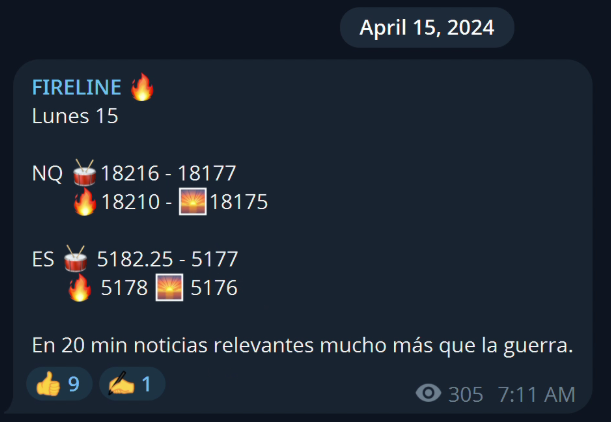 April 15, 2024
FIRELINE 🔥
Lunes 15
NQ 🥁 18216 - 18177
🔥 18210 - 🌅 18175
ES 🥁 5182.25 - 5177
🔥 5178 🌅 5176
En 20 min noticias relevantes mucho más que la guerra.
👍 9 ✍️ 1
305 7:11 AM